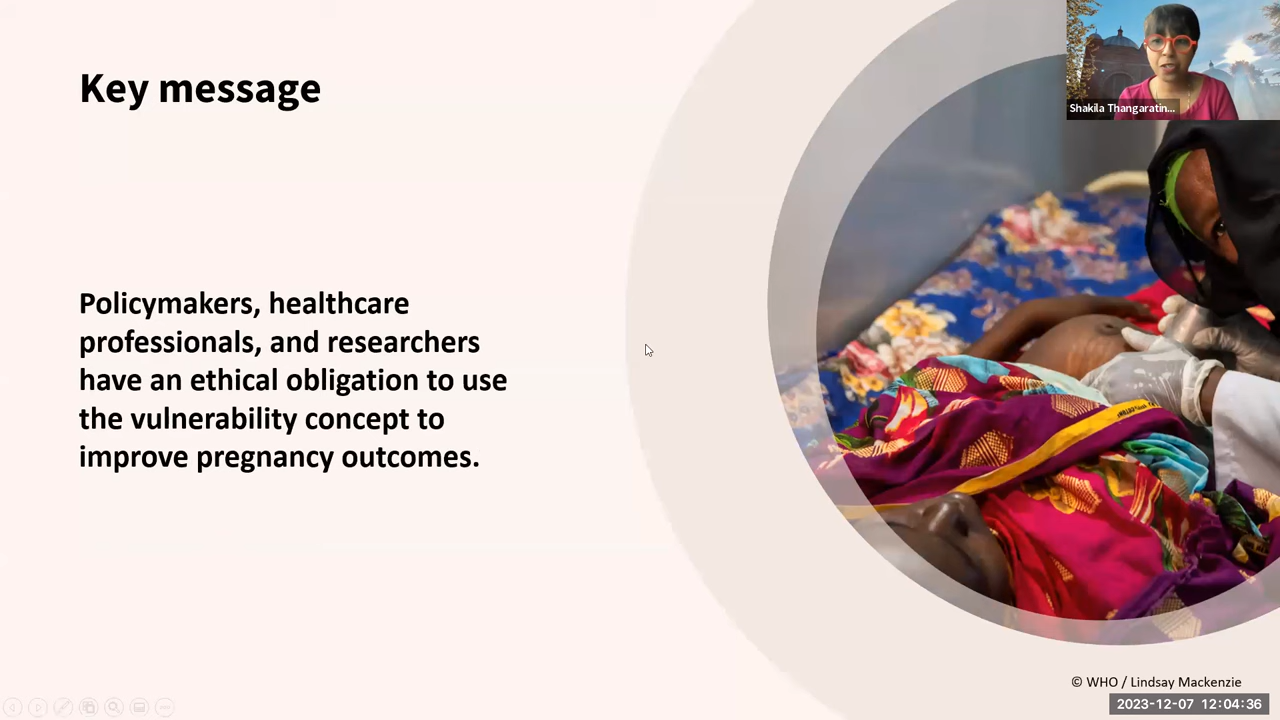 Key message
Shakila Thangaratin...
Policymakers, healthcare
professionals, and researchers
have an ethical obligation to use
the vulnerability concept to
improve pregnancy outcomes.
© WHO / Lindsay Mackenzie
2023-12-07 12:04:36